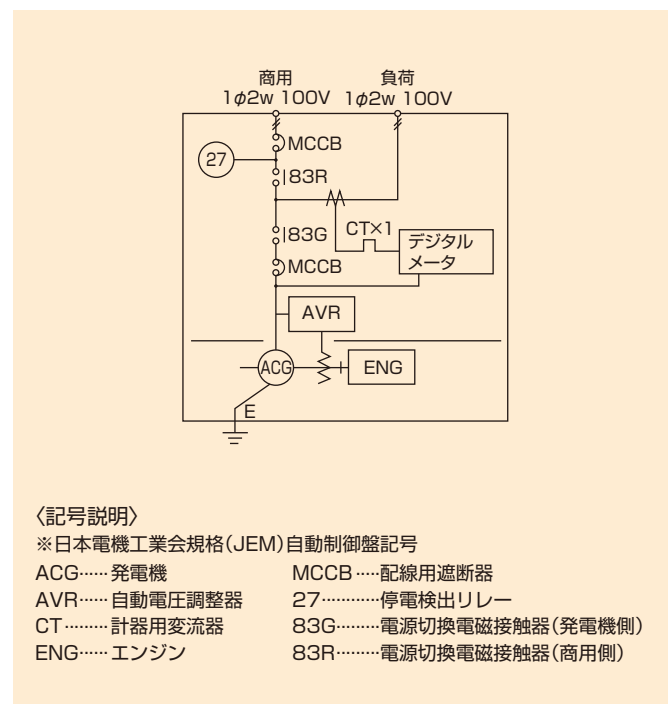 商用
1φ2w 100V
負荷
1φ2w 100V
MCCB
27
83R
83G
CT×1
デジタル
メータ
MCCB
AVR
ACG
ENG
E
〈記号説明〉
※日本電機工業会規格(JEM)自動制御盤記号
ACG……発電機
MCCB……配線用遮断器
AVR……自動電圧調整器
27…………停電検出リレー
CT………計器用変流器
83G………電源切換電磁接触器(発電機側)
ENG……エンジン
83R………電源切換電磁接触器(商用側)